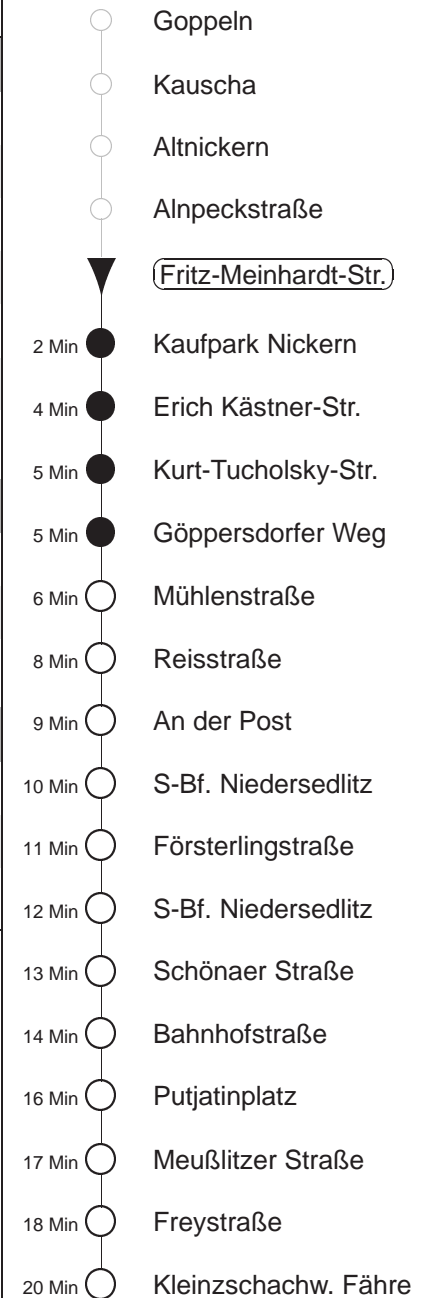 Goppeln
Kauscha
Altnickern
Alnpeckstraße
Fritz-Meinhardt-Str.
2 Min Kaufpark Nickern
4 Min Erich Kästner-Str.
5 Min Kurt-Tucholsky-Str.
5 Min Göppersdorfer Weg
6 Min Mühlenstraße
8 Min Reisstraße
9 Min An der Post
10 Min S-Bf. Niedersedlitz
11 Min Försterlingstraße
12 Min S-Bf. Niedersedlitz
13 Min Schönaer Straße
14 Min Bahnhofstraße
16 Min Putjatinplatz
17 Min Meußlitzer Straße
18 Min Freystraße
20 Min Kleinzschachw. Fähre